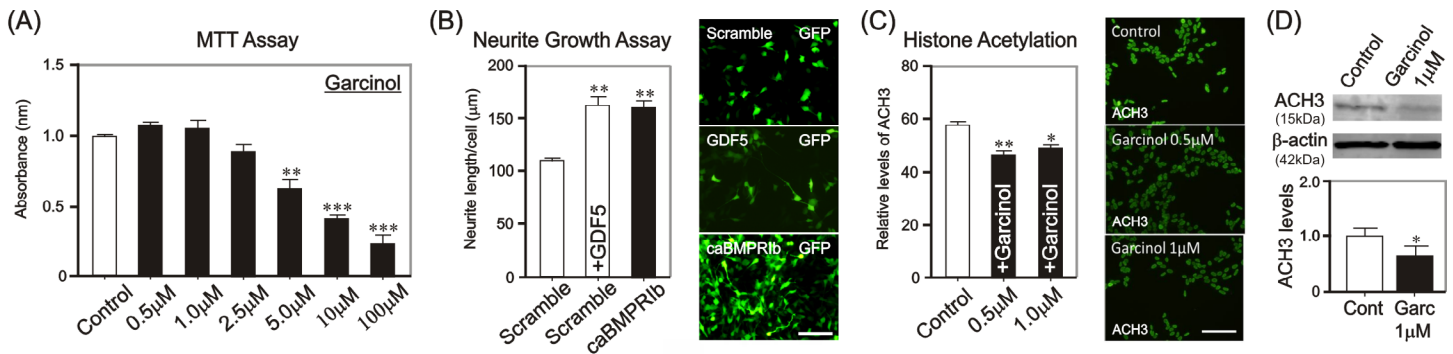 (A)
MTT Assay
Garcinol
Absorbance (nm)
1.5
1.0
0.5
0
**
***
***
Control
0.5µM
1.0µM
2.5µM
5.0µM
10µM
100µM
(B)
Neurite Growth Assay
Neurite length/cell (µm)
200
150
100
50
0
**
**
+GDF5
Scramble
Scramble
caBMPRIb
Scramble GFP
GDF5 GFP
caBMPRIb GFP
(C)
Histone Acetylation
Relative levels of ACH3
80
60
40
20
0
**
*
+Garcinol
+Garcinol
Control
0.5µM
1.0µM
Control
ACH3
Garcinol 0.5µM
ACH3
Garcinol 1µM
ACH3
(D)
Control
Garcinol
1µM
ACH3
(15kDa)
β-actin
(42kDa)
ACH3 levels
2.0
1.0
0
*
Cont Garc
1µM